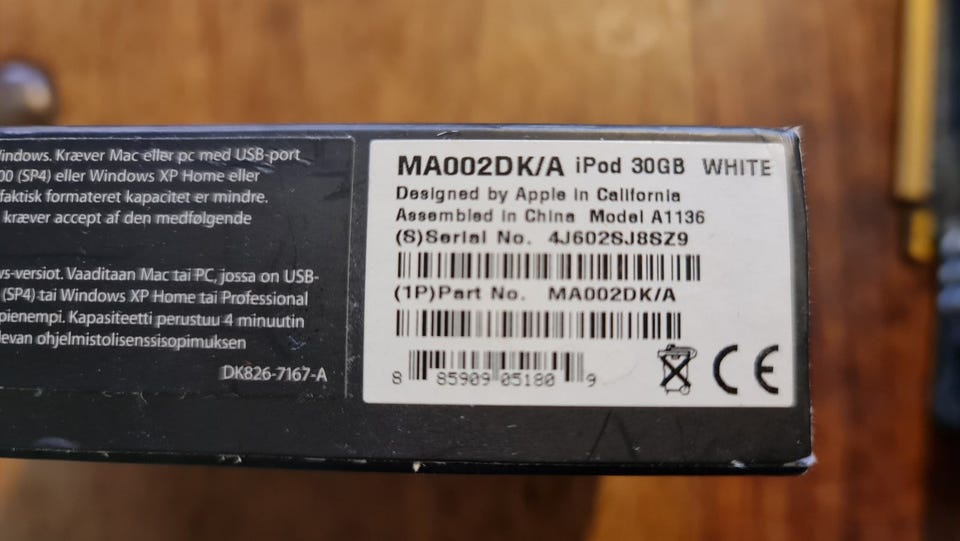 indows. Kræver Mac eller pc med USB-port
00 (SP4) eller Windows XP Home eller
faktisk formateret kapacitet er mindre.
kræver accept af den medfølgende
ws-versiot. Vaaditaan Mac tai PC, jossa on USB-
(SP4) tai Windows XP Home tai Professional
pienempi. Kapasiteetti perustuu 4 minuutin
levan ohjelmistolisenssisopimuksen
DK826-7167-A
MA002DK/A iPod 30GB WHITE
Designed by Apple in California
Assembled in China Model A1136
(S)Serial No. 4J602SJ8SZ9
(1P)Part No. MA002DK/A
8 85909 05180 9
CE